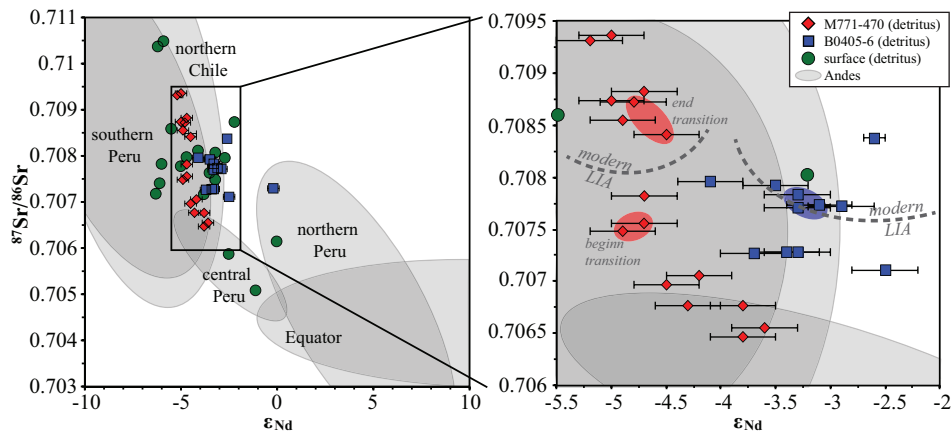 0.711
0.710
0.709
0.708
0.707
0.706
0.705
0.704
0.703
87Sr/86Sr
northern
Chile
southern
Peru
northern
Peru
central
Peru
Equator
-10
-5
0
5
10
εNd
0.7095
0.709
0.7085
0.708
0.7075
0.707
0.7065
0.706
M771-470 (detritus)
B0405-6 (detritus)
surface (detritus)
Andes
end
transition
modern
LIA
modern
LIA
beginn
transition
-5.5
-5
-4.5
-4
-3.5
-3
-2.5
-2
εNd